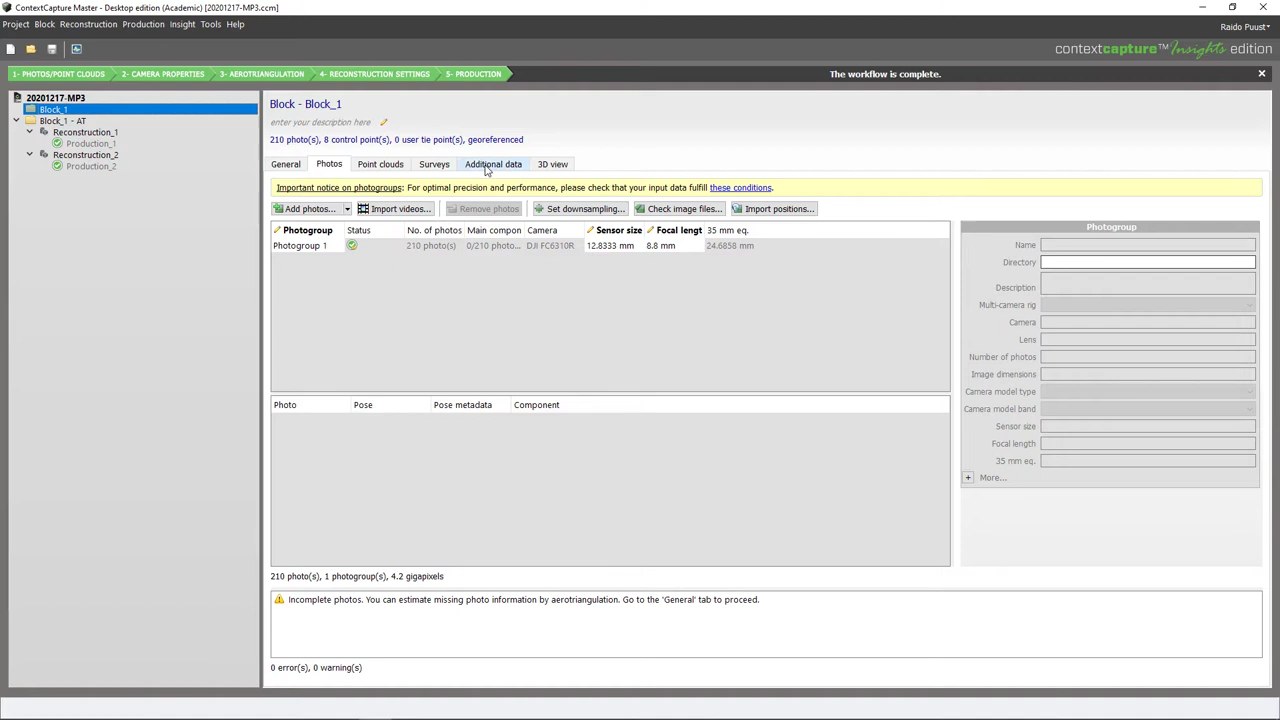 ContextCapture Master - Desktop edition (Academic) [20201217-MP3.ccm]
Project Block Reconstruction Production Insight Tools Help
Raido Puust
contextcapture™ Insights edition
1- PHOTOS/POINT CLOUDS 2- CAMERA PROPERTIES 3- AEROTRIANGULATION 4- RECONSTRUCTION SETTINGS 5- PRODUCTION The workflow is complete.
20201217-MP3
Block_1
Block_1 - AT
Reconstruction_1
Production_1
Reconstruction_2
Production_2
Block - Block_1
enter your description here
210 photo(s), 8 control point(s), 0 user tie point(s), georeferenced
General Photos Point clouds Surveys Additional data 3D view
Important notice on photogroups: For optimal precision and performance, please check that your input data fulfill these conditions.
Add photos... Import videos... Remove photos Set downsampling... Check image files... Import positions...
Photogroup Status No. of photos Main compon Camera Sensor size Focal lengt 35 mm eq.
Photogroup 1 210 photo(s) 0/210 photo... DJI FC6310R 12.8333 mm 8.8 mm 24.6858 mm
Photo Pose Pose metadata Component
210 photo(s), 1 photogroup(s), 4.2 gigapixels
Incomplete photos. You can estimate missing photo information by aerotriangulation. Go to the 'General' tab to proceed.
0 error(s), 0 warning(s)
Photogroup
Name
Directory
Description
Multi-camera rig
Camera
Lens
Number of photos
Image dimensions
Camera model type
Camera model band
Sensor size
Focal length
35 mm eq.
More...